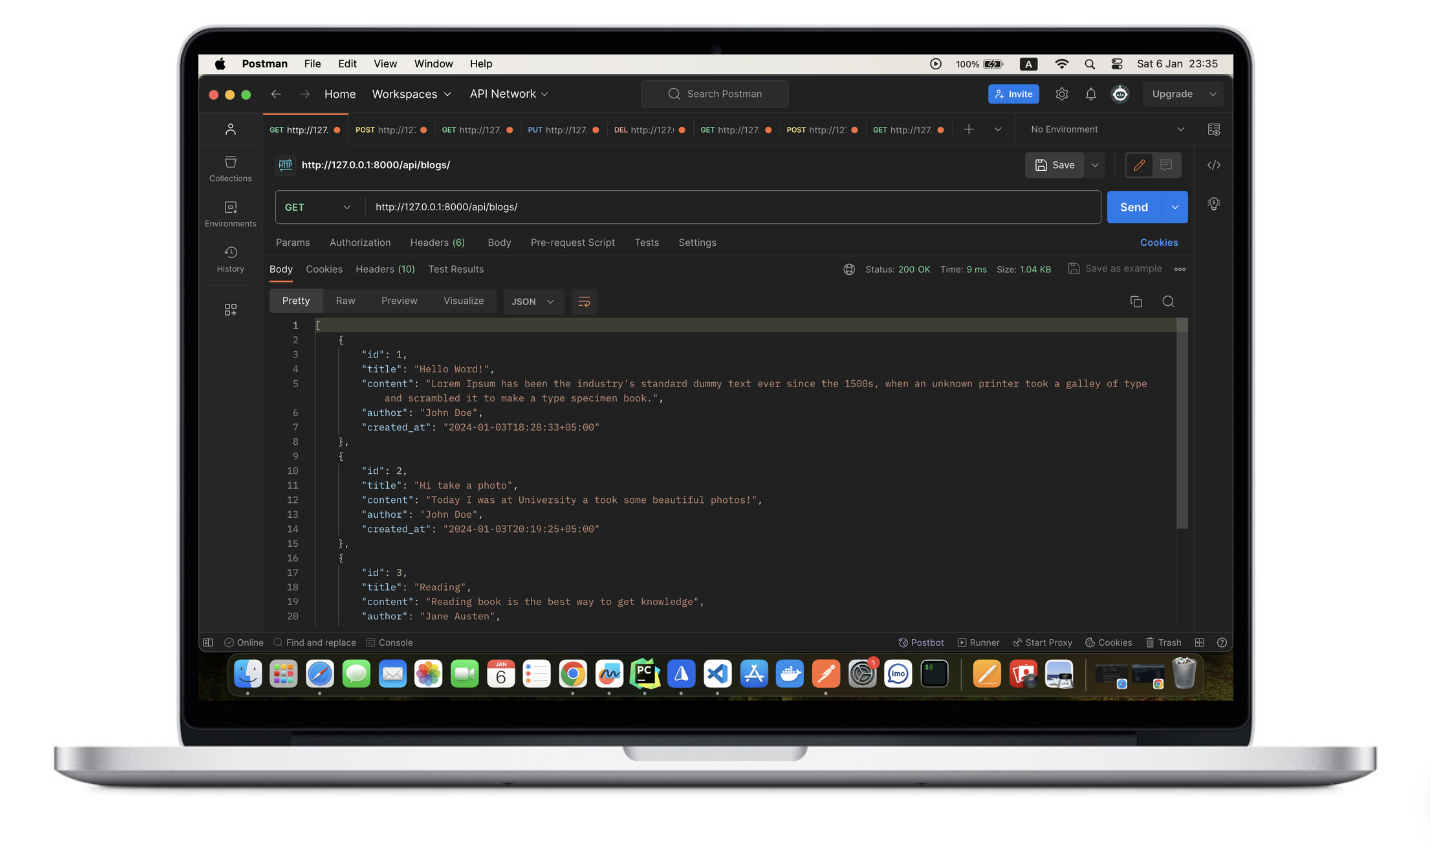 Postman File Edit View Window Help 100% A Sat 6 Jan 23:35
Home Workspaces API Network Search Postman Invite Upgrade
GET http://127. POST http://12 GET http://127. PUT http://127. DEL http://127. GET http://127. POST http://12 GET http://127. No Environment
HTTP http://127.0.0.1:8000/api/blogs/ Save
GET http://127.0.0.1:8000/api/blogs/ Send
Collections
Environments
History
Params Authorization Headers (6) Body Pre-request Script Tests Settings Cookies
Body Cookies Headers (10) Test Results Status: 200 OK Time: 9 ms Size: 1.04 KB Save as example
Pretty Raw Preview Visualize JSON
1 [
2 {
3 "id": 1,
4 "title": "Hello Word!",
5 "content": "Lorem Ipsum has been the industry's standard dummy text ever since the 1500s, when an unknown printer took a galley of type
and scrambled it to make a type specimen book.",
6 "author": "John Doe",
7 "created_at": "2024-01-03T18:28:33+05:00"
8 },
9 {
10 "id": 2,
11 "title": "Hi take a photo",
12 "content": "Today I was at University a took some beautiful photos!",
13 "author": "John Doe",
14 "created_at": "2024-01-03T20:19:25+05:00"
15 },
16 {
17 "id": 3,
18 "title": "Reading",
19 "content": "Reading book is the best way to get knowledge",
20 "author": "Jane Austen",
Online Find and replace Console Postbot Runner Start Proxy Cookies Trash
JAN
6
PC
1
imo
$